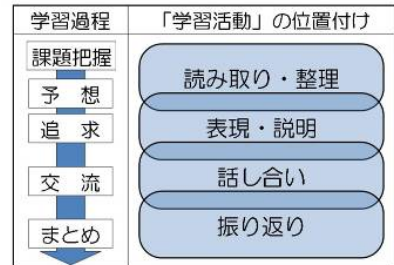 学習過程
「学習活動」の位置付け
課題把握
予 想
追 求
交 流
まとめ
読み取り・整理
表現・説明
話し合い
振り返り